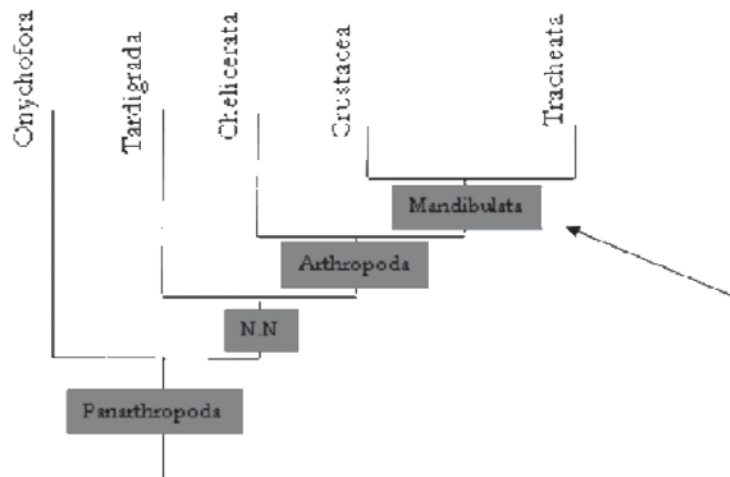 Onychofora
Tardigrada
Chelicerata
Crustacea
Tracheata
Mandibulata
Arthropoda
N.N
Panarthropoda